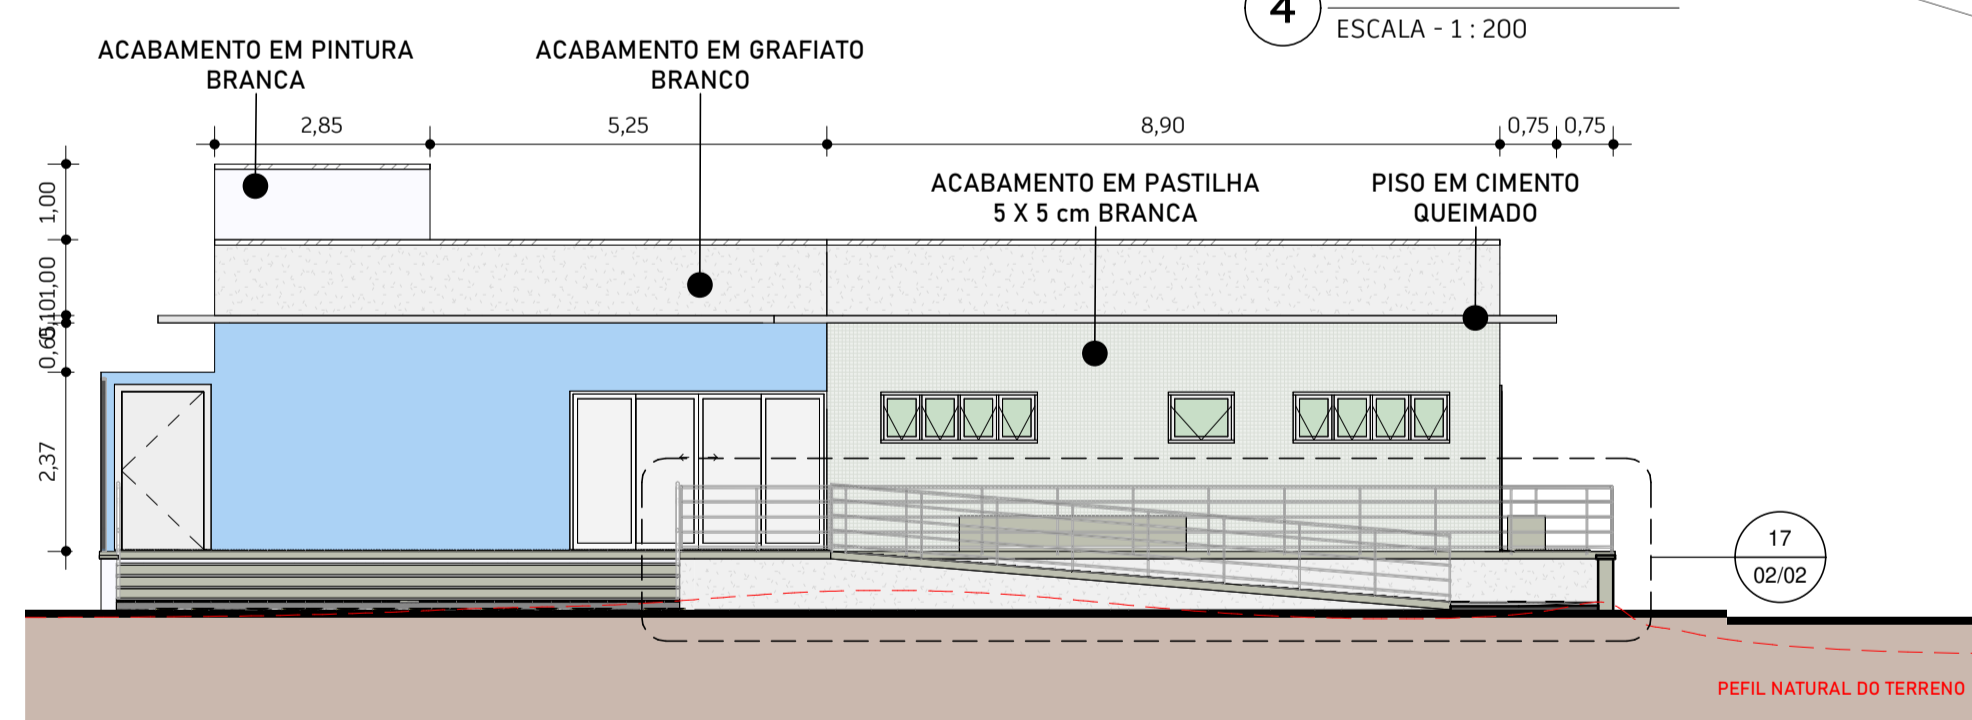 4
ESCALA - 1 : 200
ACABAMENTO EM PINTURA
BRANCA
ACABAMENTO EM GRAFIATO
BRANCO
2,85
5,25
8,90
0,75
0,75
ACABAMENTO EM PASTILHA
5 X 5 cm BRANCA
PISO EM CIMENTO
QUEIMADO
1,00
1,00
0,65
2,37
17
02/02
PEFIL NATURAL DO TERRENO